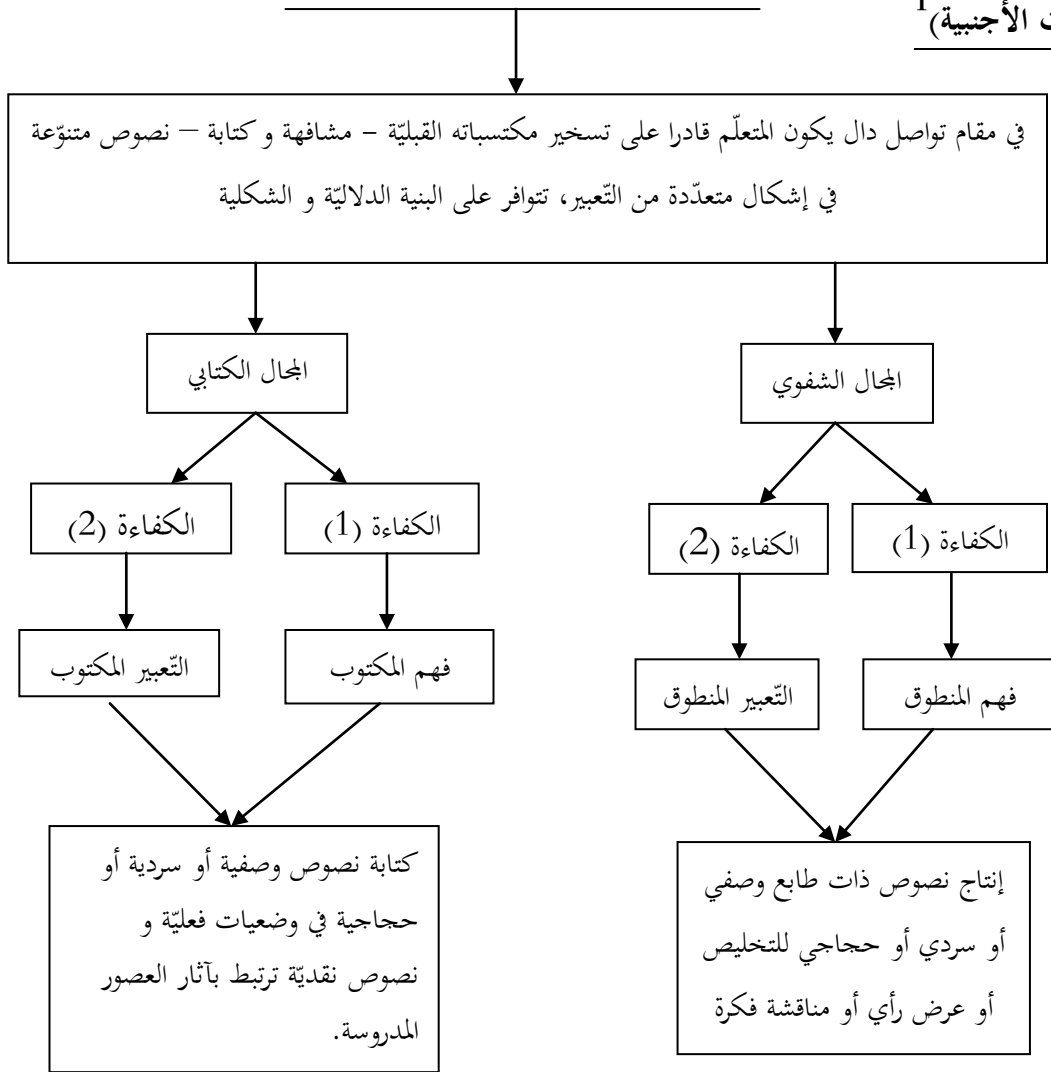 الأجنبية)1
في مقام تواصل دال يكون المتعلّم قادرا على تسخير مكتسباته القبليّة – مشافهة و كتابة – نصوص متنوّعة
في إشكال متعدّدة من التّعبير، تتوافر على البنية الدلاليّة و الشكلية
المجال الشفوي
المجال الكتابي
الكفاءة (1)
الكفاءة (2)
الكفاءة (1)
الكفاءة (2)
فهم المنطوق
التّعبير المنطوق
فهم المكتوب
التّعبير المكتوب
إنتاج نصوص ذات طابع وصفي
أو سردي أو حجاجي للتخليص
أو عرض رأي أو مناقشة فكرة
كتابة نصوص وصفية أو سردية أو
حجاجية في وضعيات فعليّة و
نصوص نقديّة ترتبط بآثار العصور
المدروسة.